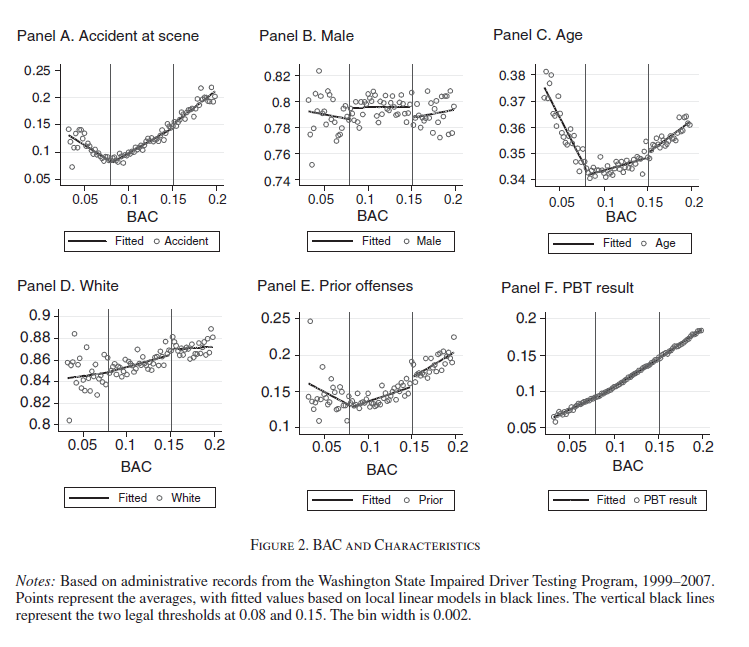 Panel A. Accident at scene
0.25
0.2
0.15
0.1
0.05
0.05 0.1 0.15 0.2
BAC
Fitted Accident
Panel B. Male
0.82
0.8
0.78
0.76
0.74
0.05 0.1 0.15 0.2
BAC
Fitted Male
Panel C. Age
0.38
0.37
0.36
0.35
0.34
0.05 0.1 0.15 0.2
BAC
Fitted Age
Panel D. White
0.9
0.88
0.86
0.84
0.82
0.8
0.05 0.1 0.15 0.2
BAC
Fitted White
Panel E. Prior offenses
0.25
0.2
0.15
0.1
0.05 0.1 0.15 0.2
BAC
Fitted Prior
Panel F. PBT result
0.2
0.15
0.1
0.05
0.05 0.1 0.15 0.2
BAC
Fitted PBT result
Figure 2. BAC and Characteristics
Notes: Based on administrative records from the Washington State Impaired Driver Testing Program, 1999–2007.
Points represent the averages, with fitted values based on local linear models in black lines. The vertical black lines
represent the two legal thresholds at 0.08 and 0.15. The bin width is 0.002.